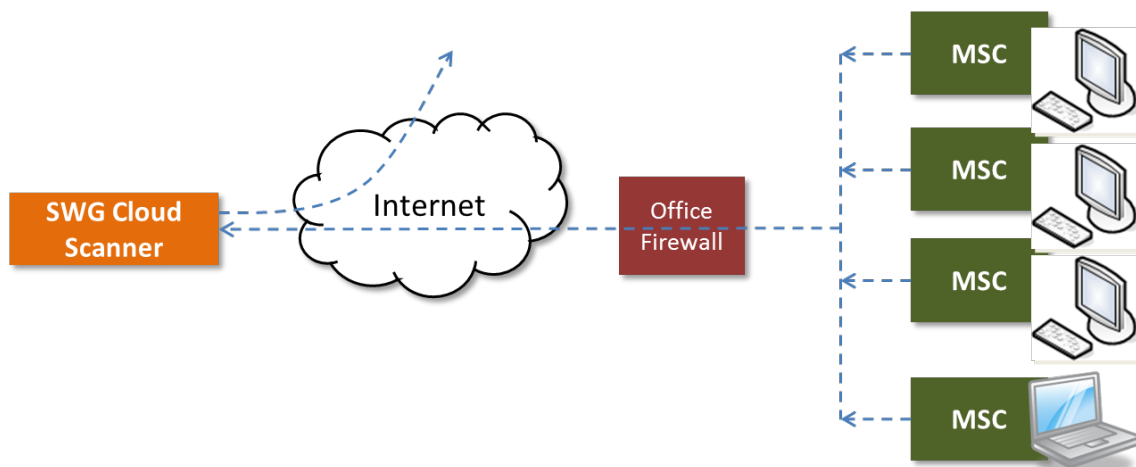 MSC
MSC
SWG Cloud
Scanner
Internet
Office
Firewall
MSC
MSC